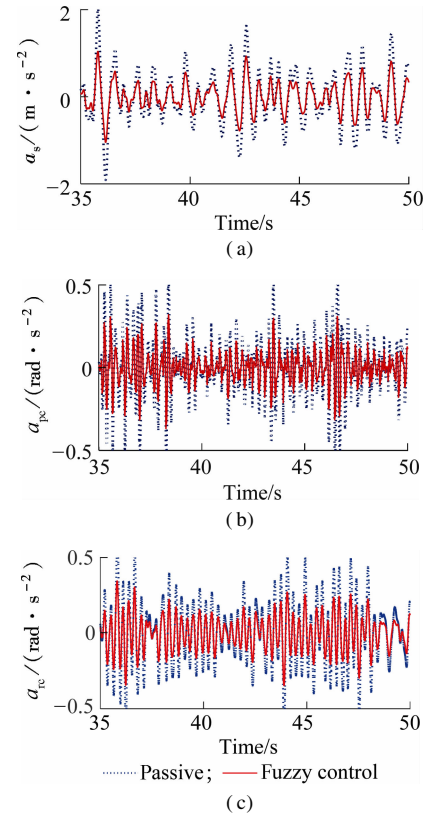 2
0
−2
a_s/(m · s⁻²)
35 40 45 50
Time/s
(a)
0.5
0
−0.5
a_pc/(rad · s⁻²)
35 40 45 50
Time/s
(b)
0.5
0
−0.5
a_rc/(rad · s⁻²)
35 40 45 50
Time/s
Passive; Fuzzy control
(c)